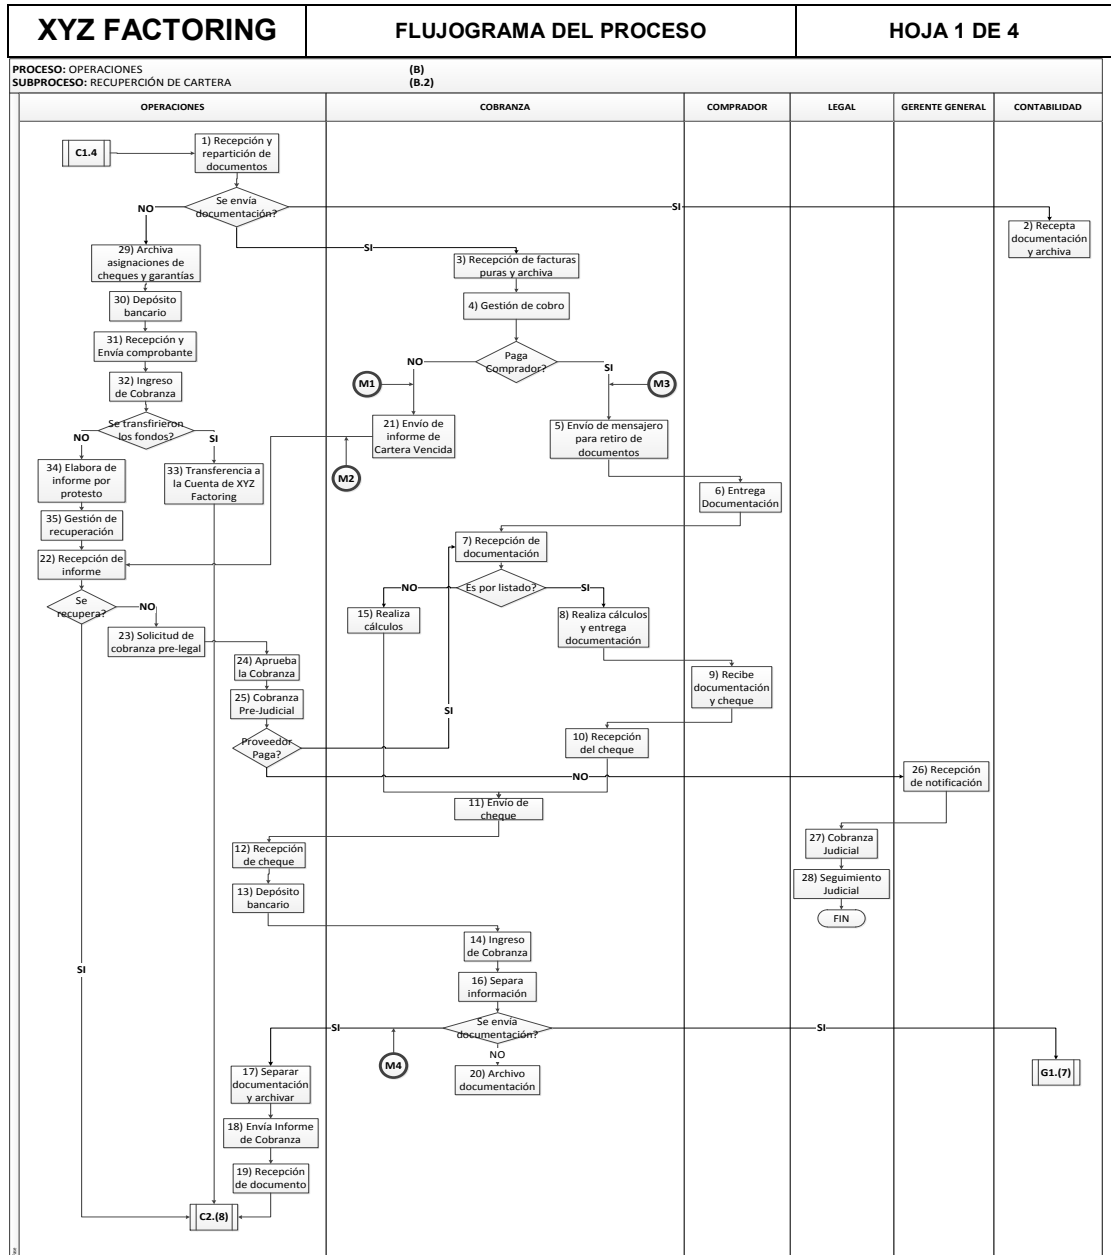 XYZ FACTORING
FLUJOGRAMA DEL PROCESO
HOJA 1 DE 4
PROCESO: OPERACIONES (B)
SUBPROCESO: RECUPERCIÓN DE CARTERA (B.2)
OPERACIONES
COBRANZA
COMPRADOR
LEGAL
GERENTE GENERAL
CONTABILIDAD
C1.4
1) Recepción y
repartición de
documentos
Se envía
documentación?
NO
SI
SI
2) Recepta
documentación
y archiva
29) Archiva
asignaciones de
cheques y garantías
3) Recepción de facturas
puras y archiva
30) Depósito
bancario
4) Gestión de cobro
31) Recepción y
Envía comprobante
Paga
Comprador?
NO
SI
32) Ingreso
de Cobranza
M1
M3
Se transfirieron
los fondos?
NO
SI
21) Envío de
informe de
Cartera Vencida
5) Envío de mensajero
para retiro de
documentos
M2
34) Elabora de
informe por
protesto
33) Transferencia a
la Cuenta de XYZ
Factoring
6) Entrega
Documentación
35) Gestión de
recuperación
7) Recepción de
documentación
22) Recepción de
informe
Es por listado?
NO
SI
Se
recupera?
NO
15) Realiza
cálculos
8) Realiza cálculos
y entrega
documentación
23) Solicitud de
cobranza pre-legal
24) Aprueba
la Cobranza
9) Recibe
documentación
y cheque
25) Cobranza
Pre-Judicial
SI
10) Recepción
del cheque
Proveedor
Paga?
NO
26) Recepción
de notificación
11) Envío de
cheque
12) Recepción
de cheque
27) Cobranza
Judicial
13) Depósito
bancario
28) Seguimiento
Judicial
FIN
14) Ingreso
de Cobranza
SI
16) Separa
información
Se envía
documentación?
SI
SI
NO
M4
17) Separar
documentación
y archivar
20) Archivo
documentación
G1.(7)
18) Envía Informe
de Cobranza
19) Recepción
de documento
C2.(8)